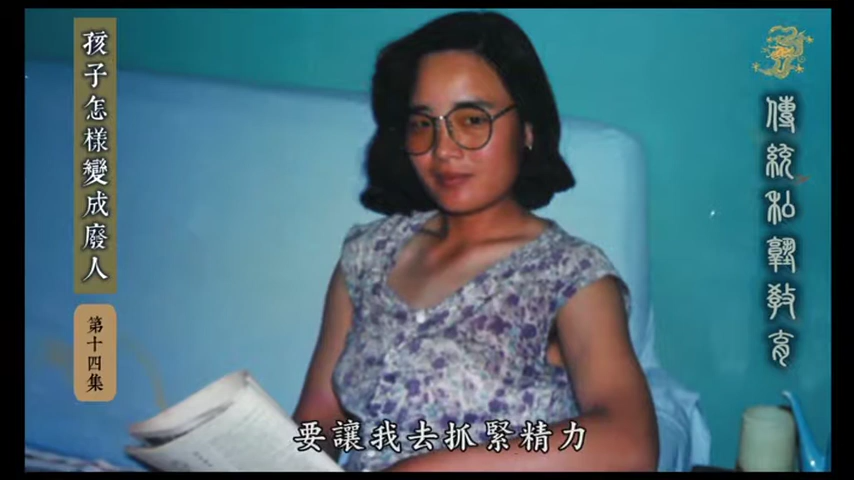 孩子怎樣變成廢人
第十四集
傳統私塾教育
要讓我去抓緊精力